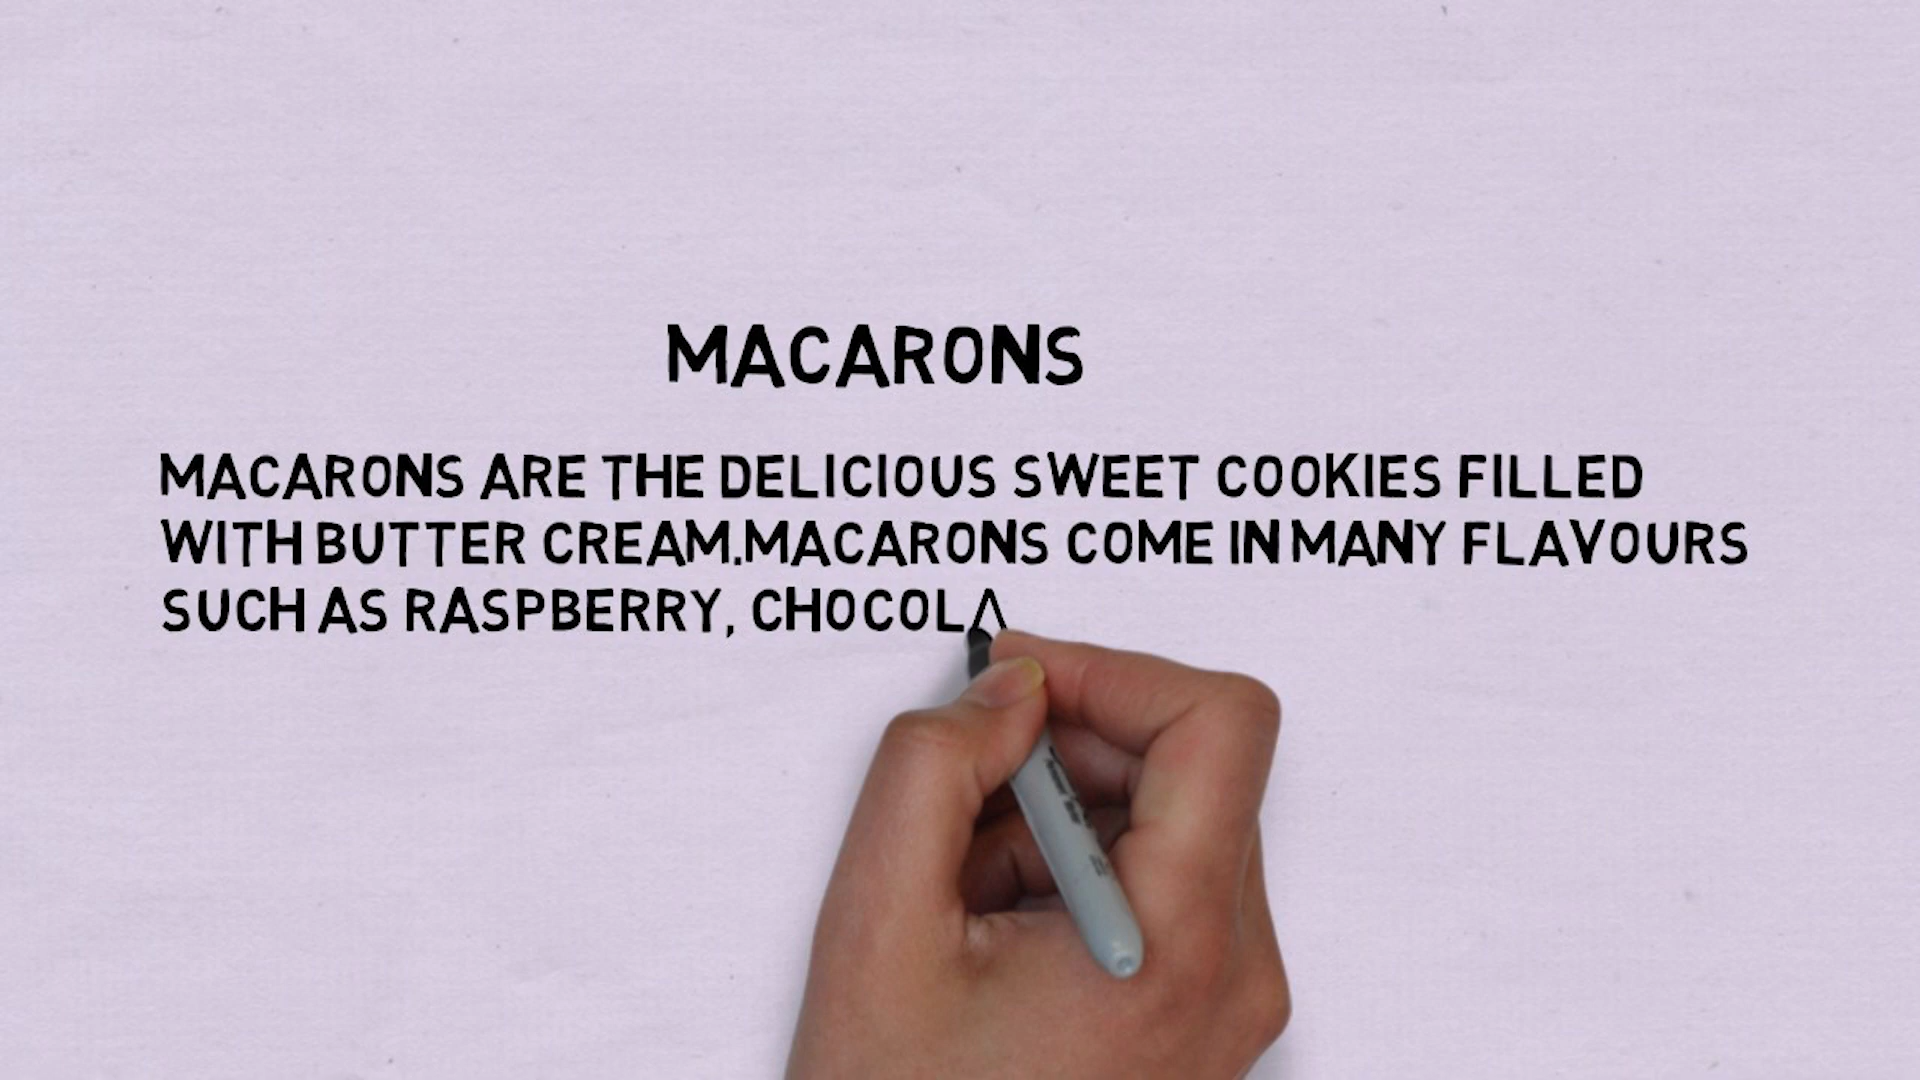 MACARONS
MACARONS ARE THE DELICIOUS SWEET COOKIES FILLED
WITH BUTTER CREAM.MACARONS COME IN MANY FLAVOURS
SUCH AS RASPBERRY, CHOCOLA